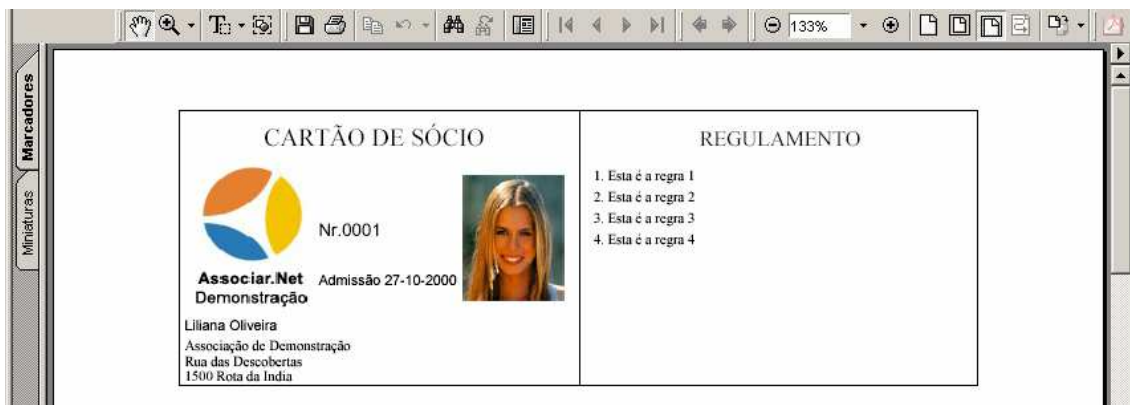 133%
Marcadores
Miniaturas
CARTÃO DE SÓCIO
Nr.0001
Associar.Net
Demonstração
Admissão 27-10-2000
Liliana Oliveira
Associação de Demonstração
Rua das Descobertas
1500 Rota da India
REGULAMENTO
1. Esta é a regra 1
2. Esta é a regra 2
3. Esta é a regra 3
4. Esta é a regra 4